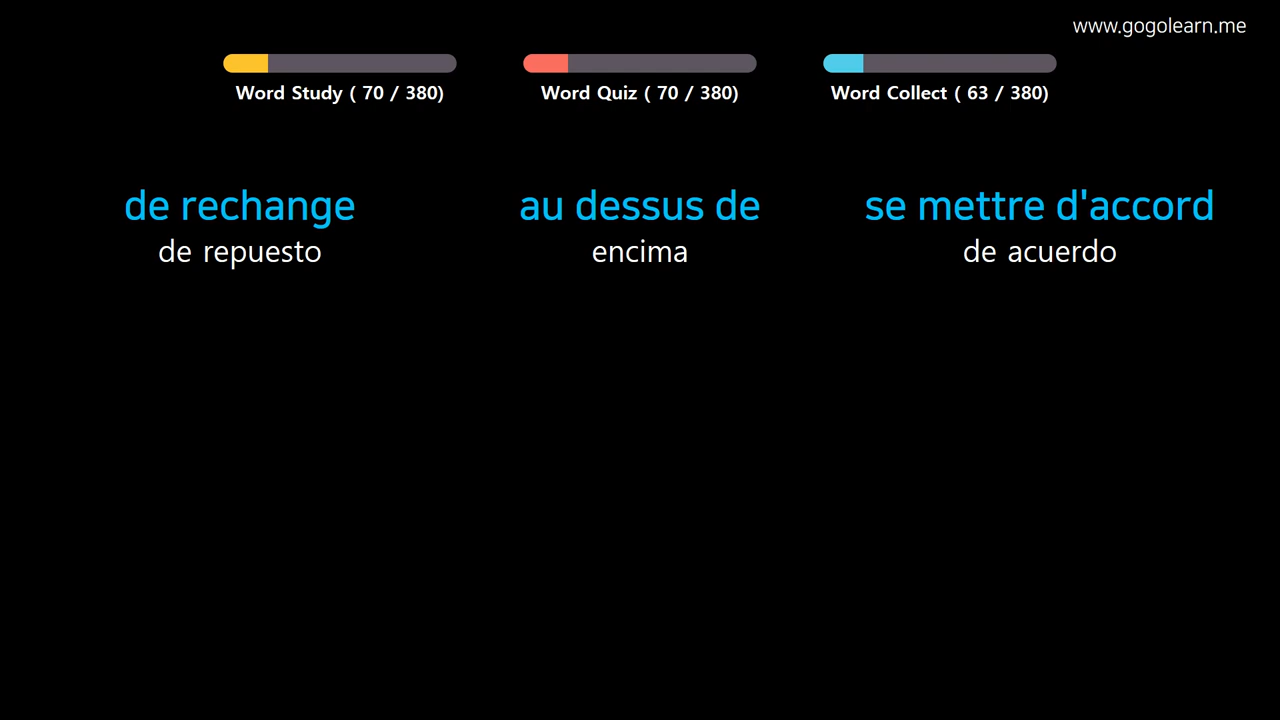 www.gogolearn.me
Word Study ( 70 / 380)
Word Quiz ( 70 / 380)
Word Collect ( 63 / 380)
de rechange
de repuesto
au dessus de
encima
se mettre d'accord
de acuerdo